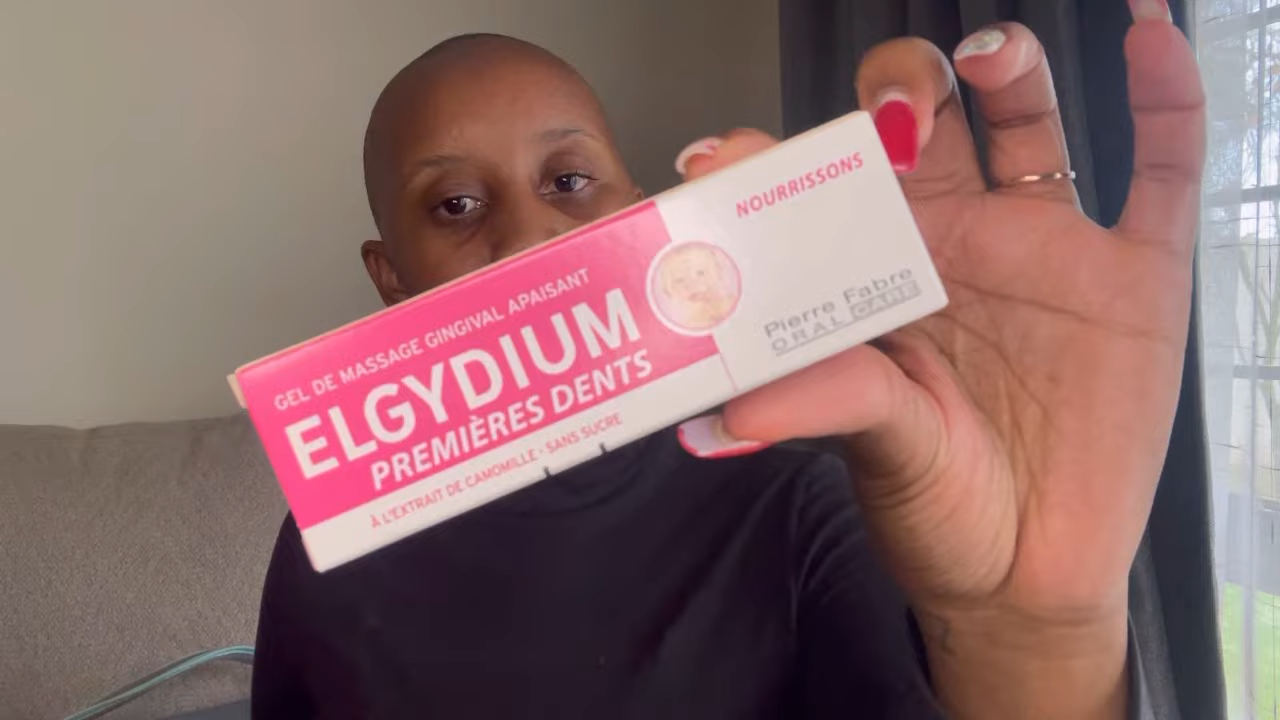 GEL DE MASSAGE GINGIVAL APAISANT
ELGYDIUM
PREMIÈRES DENTS
À L'EXTRAIT DE CAMOMILLE - SANS SUCRE
NOURRISSONS
Pierre Fabre
ORAL CARE